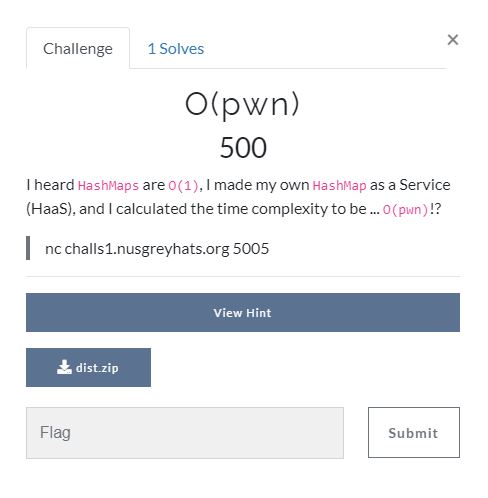 Challenge
1 Solves
×
O(pwn)
500
I heard HashMaps are O(1), I made my own HashMap as a Service
(HaaS), and I calculated the time complexity to be ... O(pwn)!?
nc challs1.nusgreyhats.org 5005
View Hint
dist.zip
Flag
Submit